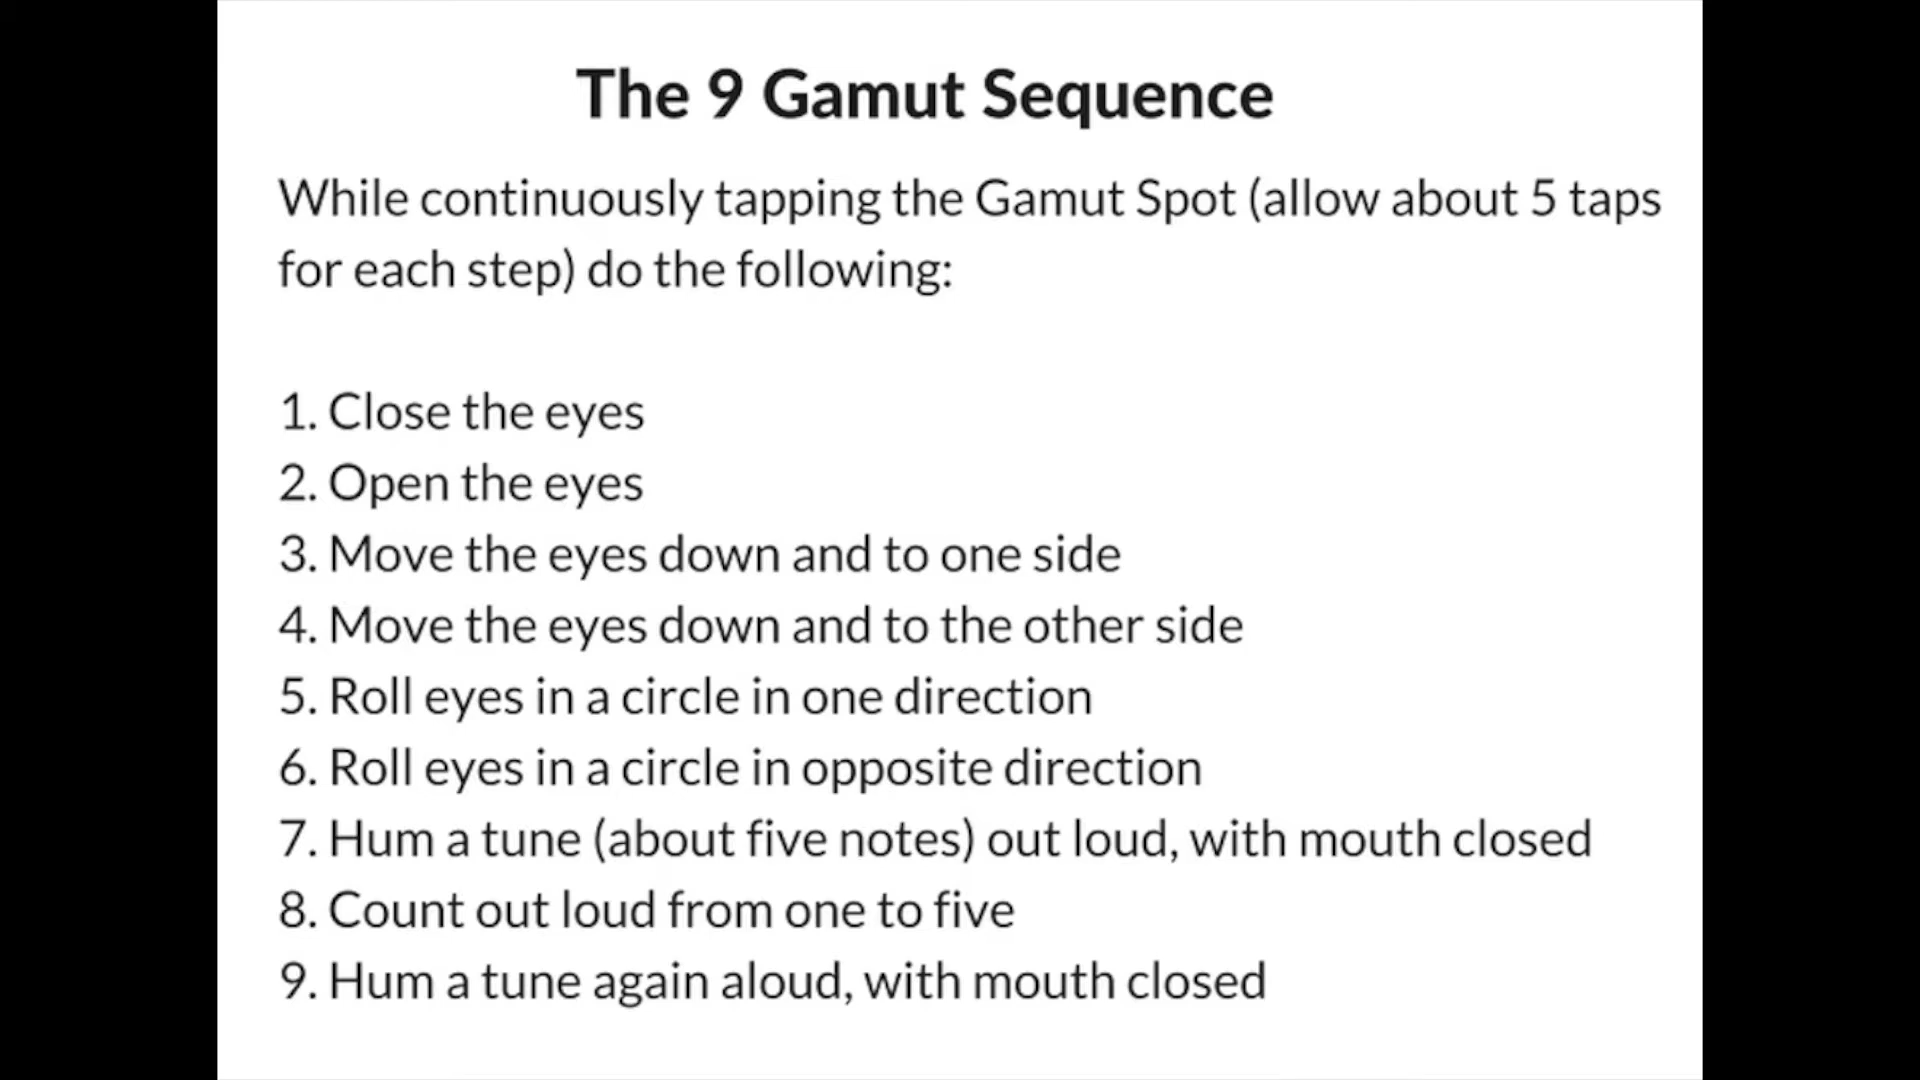 The 9 Gamut Sequence
While continuously tapping the Gamut Spot (allow about 5 taps
for each step) do the following:
1. Close the eyes
2. Open the eyes
3. Move the eyes down and to one side
4. Move the eyes down and to the other side
5. Roll eyes in a circle in one direction
6. Roll eyes in a circle in opposite direction
7. Hum a tune (about five notes) out loud, with mouth closed
8. Count out loud from one to five
9. Hum a tune again aloud, with mouth closed